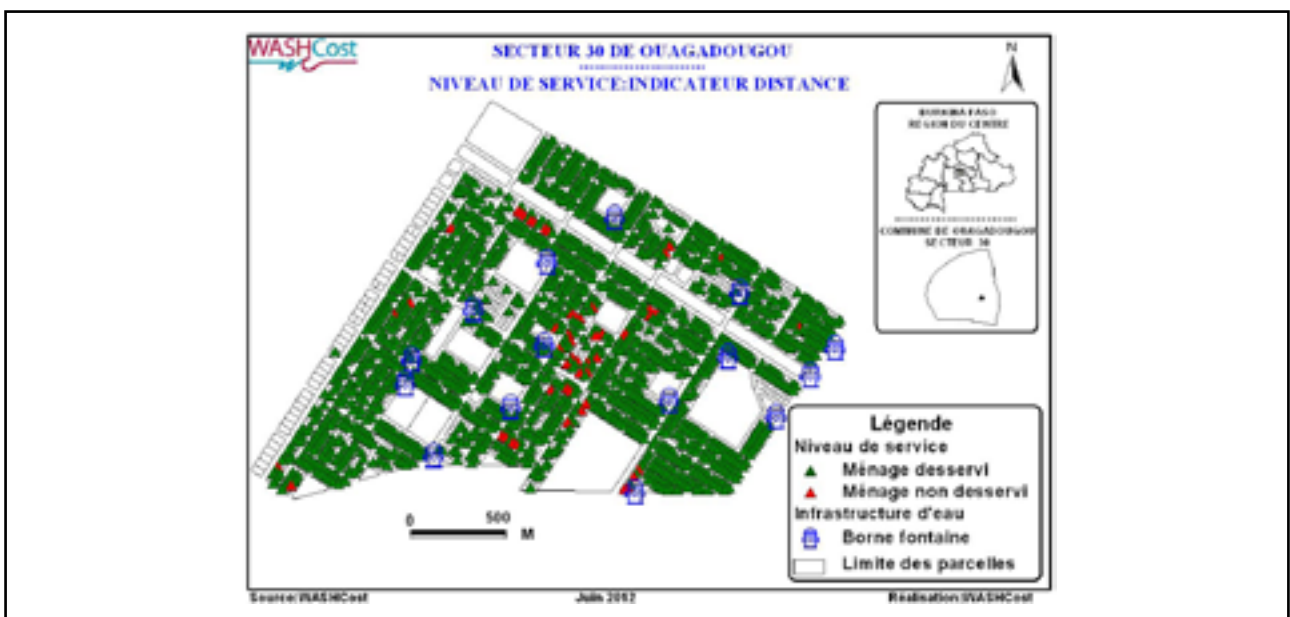 WASHCost
SECTEUR 30 DE OUAGADOUGOU
NIVEAU DE SERVICE:INDICATEUR DISTANCE
N
BURKINA FASO
REGION DU CENTRE
COMMUNE DE OUAGADOUGOU
SECTEUR 30
Légende
Niveau de service
Ménage desservi
Ménage non desservi
Infrastructure d'eau
Borne fontaine
Limite des parcelles
0 500
M
Source:WASHCost Juin 2012 Réalisation:WASHCost